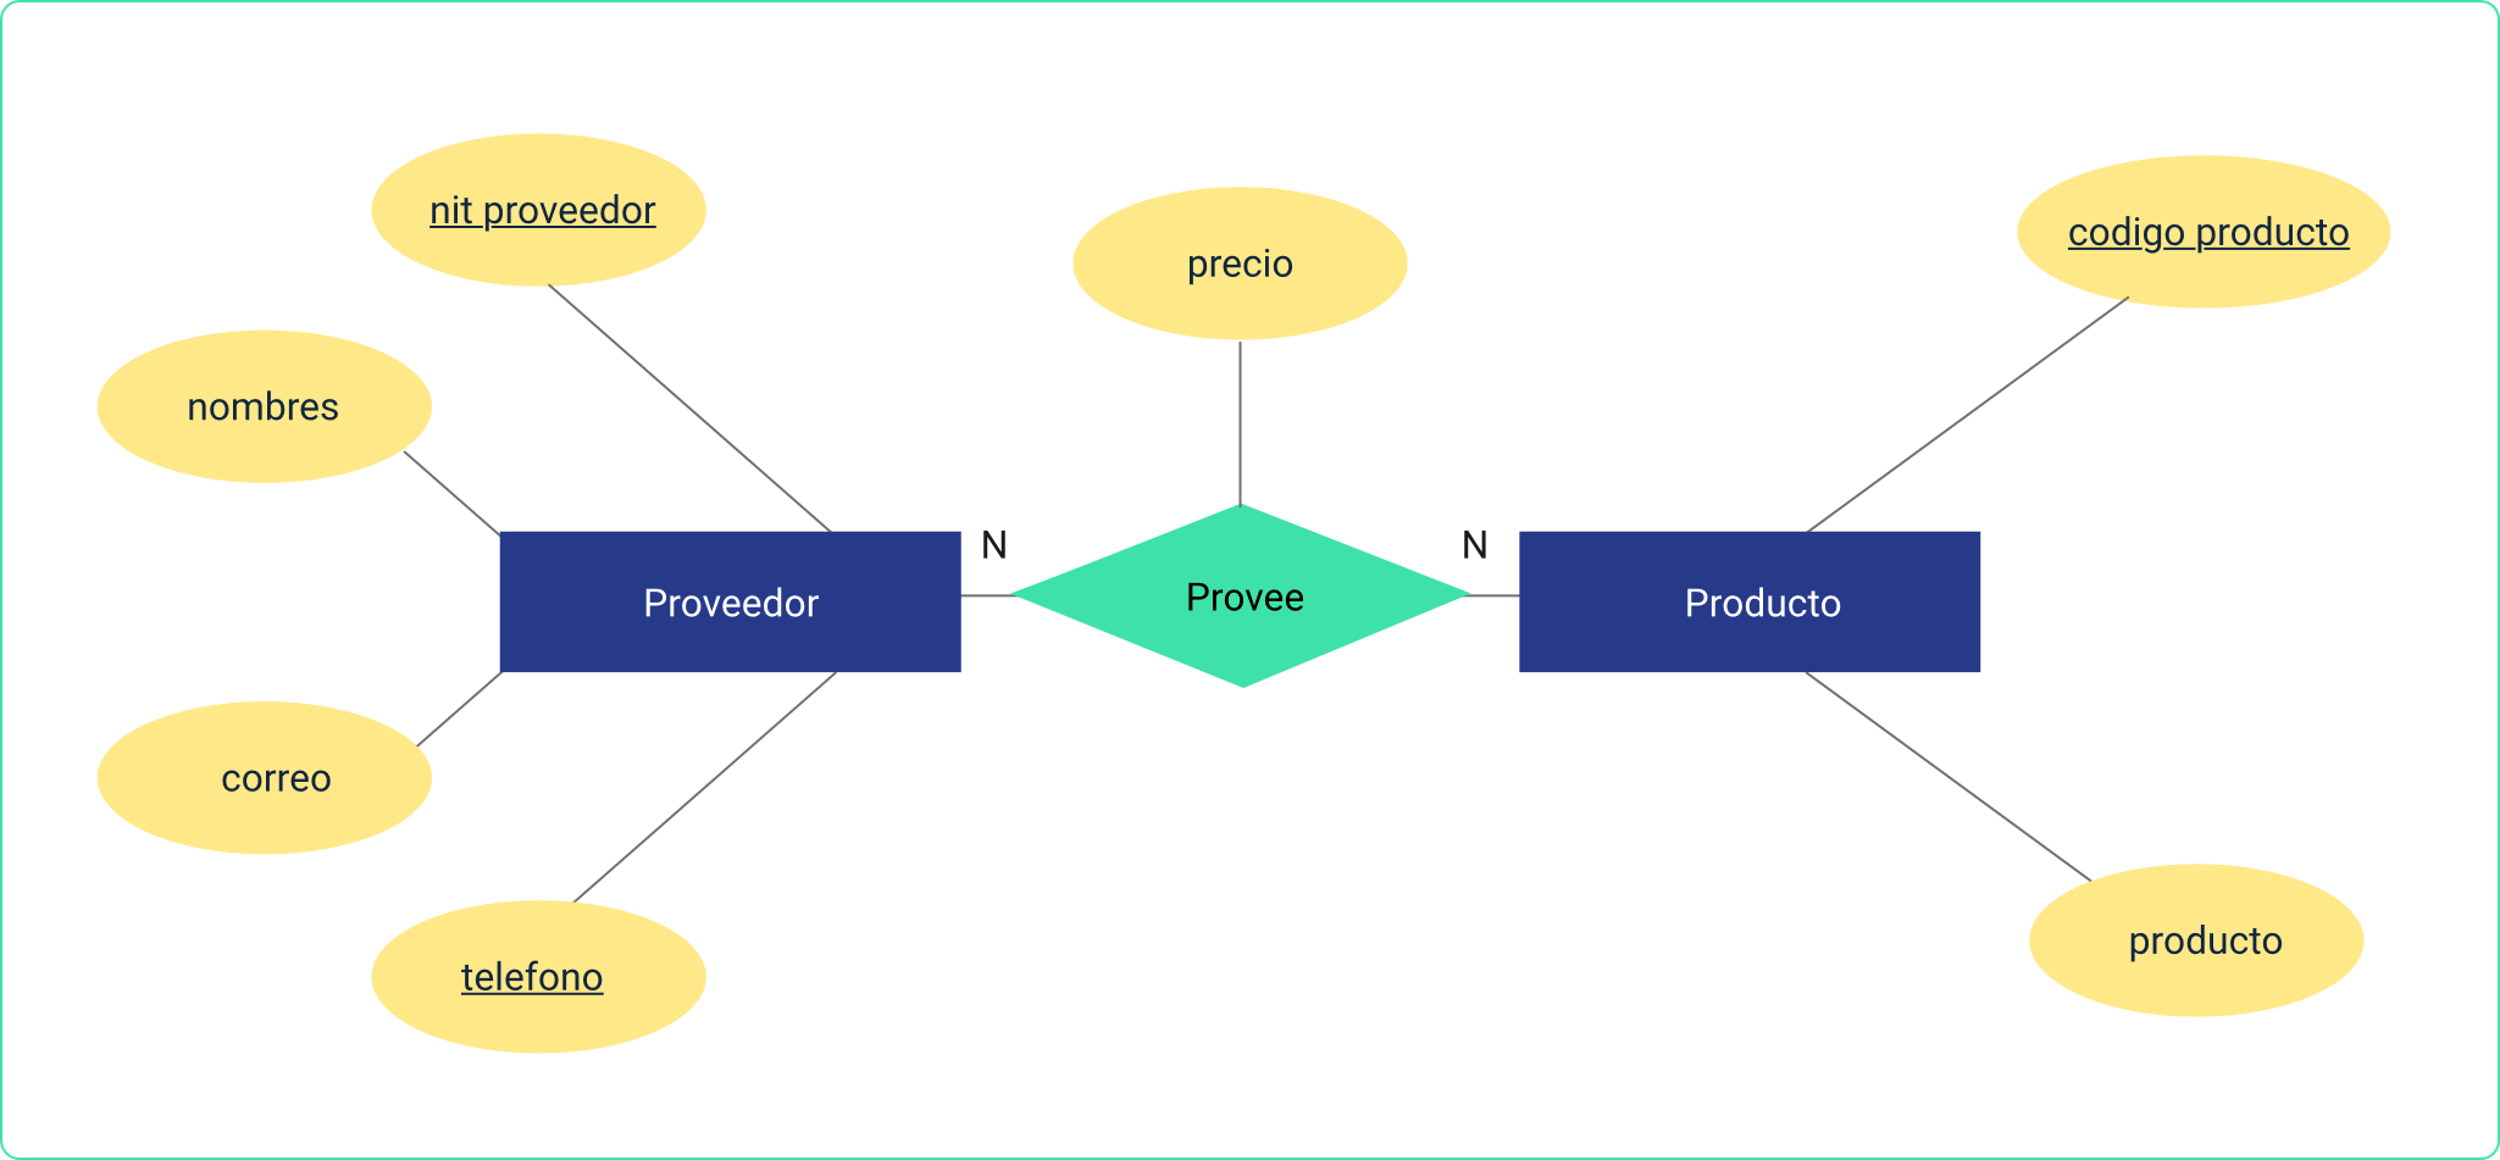 nit proveedor
precio
codigo producto
nombres
N
N
Proveedor
Provee
Producto
correo
telefono
producto